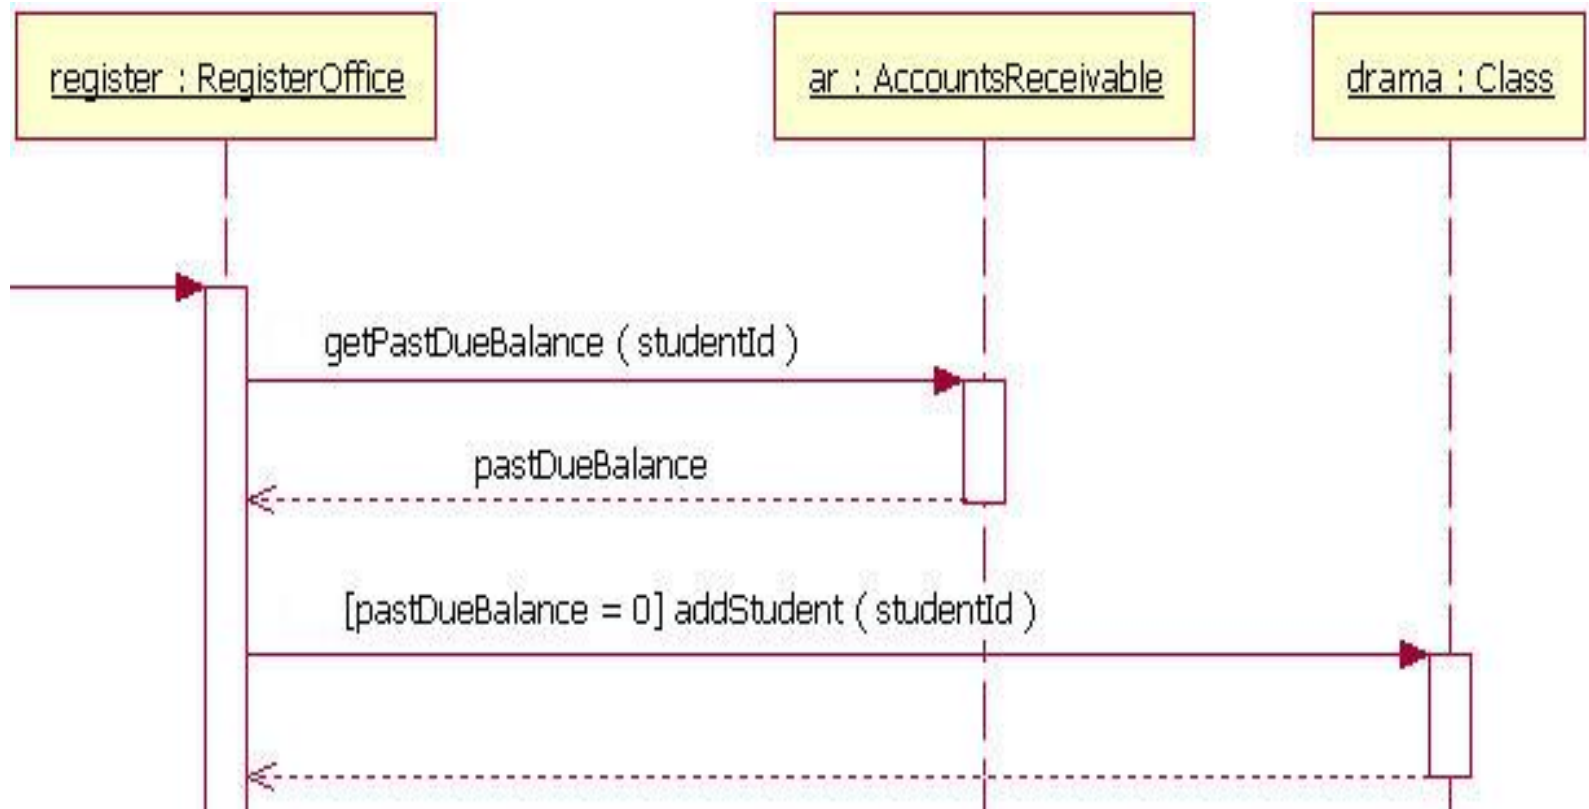 register : RegisterOffice
ar : AccountsReceivable
drama : Class
getPastDueBalance ( studentId )
pastDueBalance
[pastDueBalance = 0] addStudent ( studentId )